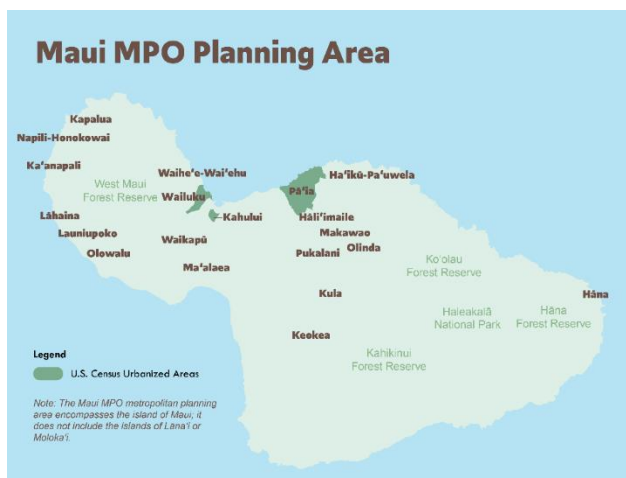 Maui MPO Planning Area
Kapalua
Napili-Honokowai
Ka‘anapali
Waihe‘e-Wai‘ehu
Ha‘ikū-Pa‘uwela
West Maui
Forest Reserve
Wailuku
Pā‘ia
Lāhaina
Kahului
Hāli‘imaile
Launiupoko
Waikapū
Makawao
Olowalu
Pukalani
Olinda
Ma‘alaea
Ko‘olau
Forest Reserve
Kula
Hāna
Haleakalā
National Park
Hāna
Forest Reserve
Keokea
Kahikinui
Forest Reserve
Legend
U.S. Census Urbanized Areas
Note: The Maui MPO metropolitan planning
area encompasses the island of Maui, it
does not include the islands of Lāna‘i or
Moloka‘i.